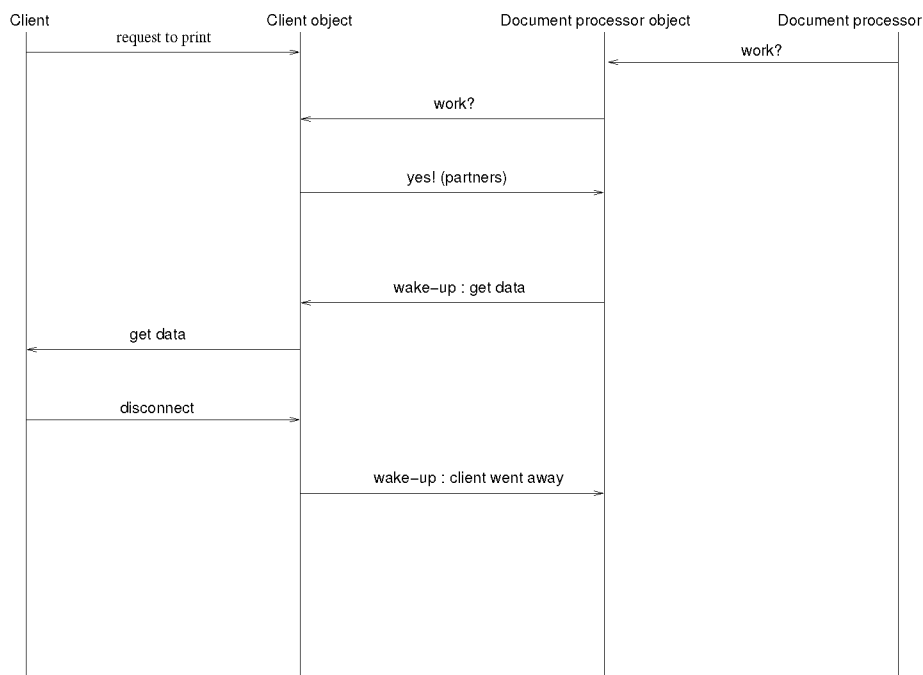 Client
Client object
Document processor object
Document processor
request to print
work?
work?
yes! (partners)
wake−up : get data
get data
disconnect
wake−up : client went away